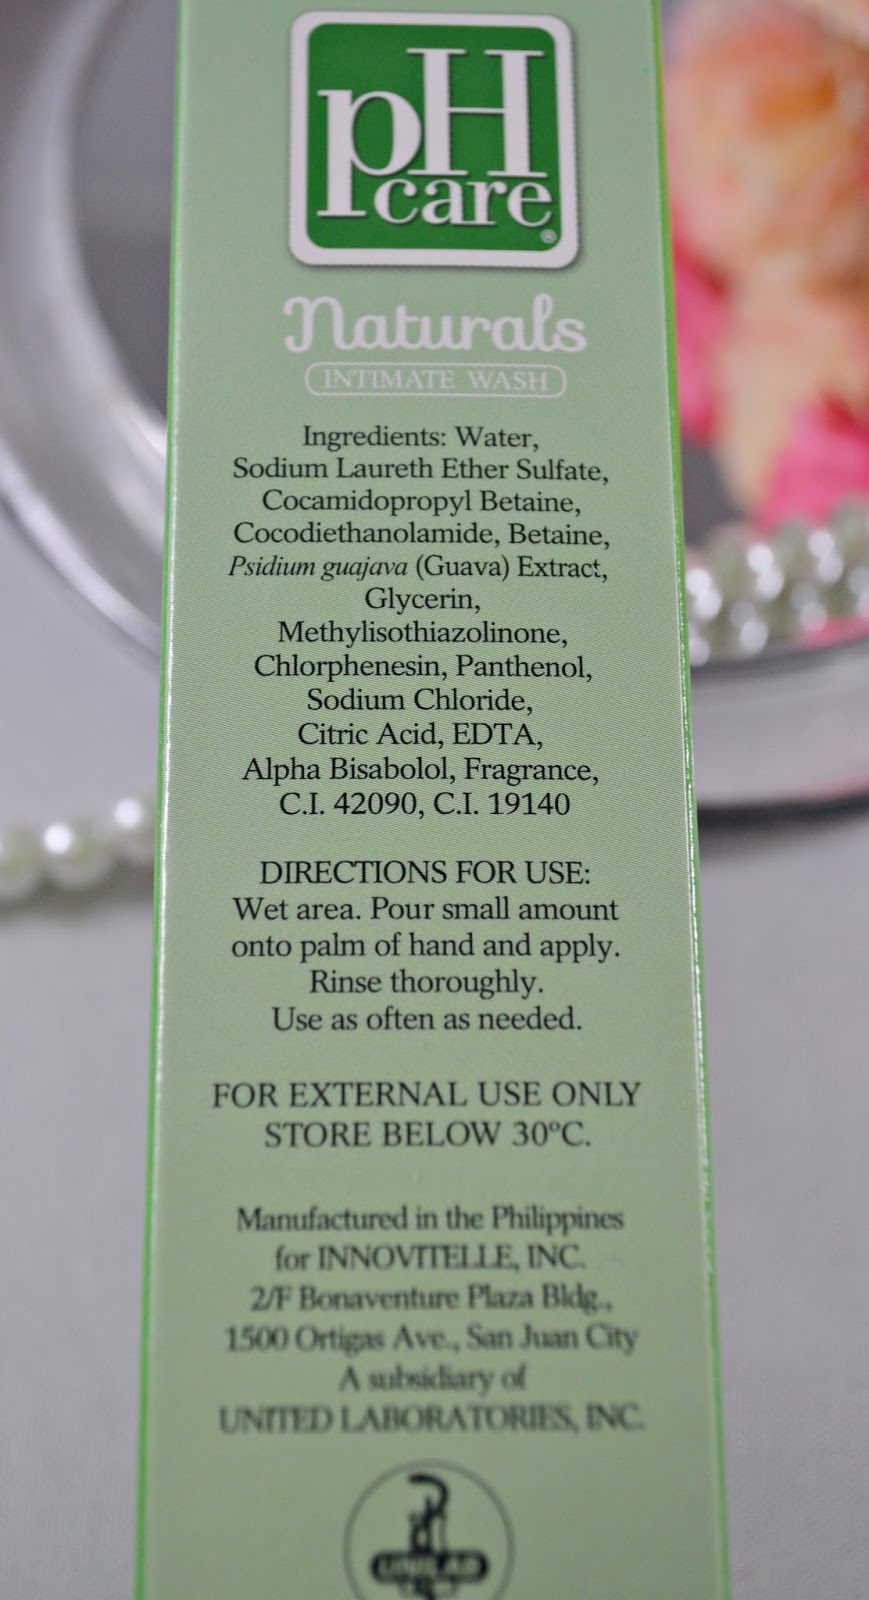 pH
care
®
Naturals
INTIMATE WASH
Ingredients: Water,
Sodium Laureth Ether Sulfate,
Cocamidopropyl Betaine,
Cocodiethanolamide, Betaine,
Psidium guajava (Guava) Extract,
Glycerin,
Methylisothiazolinone,
Chlorphenesin, Panthenol,
Sodium Chloride,
Citric Acid, EDTA,
Alpha Bisabolol, Fragrance,
C.I. 42090, C.I. 19140
DIRECTIONS FOR USE:
Wet area. Pour small amount
onto palm of hand and apply.
Rinse thoroughly.
Use as often as needed.
FOR EXTERNAL USE ONLY
STORE BELOW 30ºC.
Manufactured in the Philippines
for INNOVITELLE, INC.
2/F Bonaventure Plaza Bldg.,
1500 Ortigas Ave., San Juan City
A subsidiary of
UNITED LABORATORIES, INC.
UNILAB